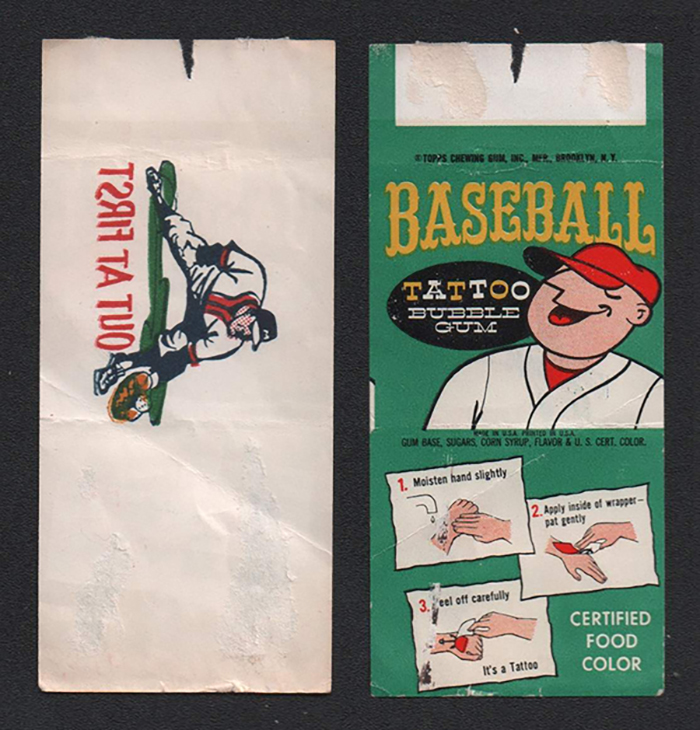 OUT AT FIRST
© TOPPS CHEWING GUM, INC., MFR., BROOKLYN, N. Y.
BASEBALL
TATTOO
BUBBLE
GUM
MADE IN U.S.A. PRINTED IN U.S.A.
GUM BASE, SUGARS, CORN SYRUP, FLAVOR & U. S. CERT. COLOR.
1. Moisten hand slightly
2. Apply inside of wrapper—
pat gently
3. eel off carefully
It's a Tattoo
CERTIFIED
FOOD
COLOR